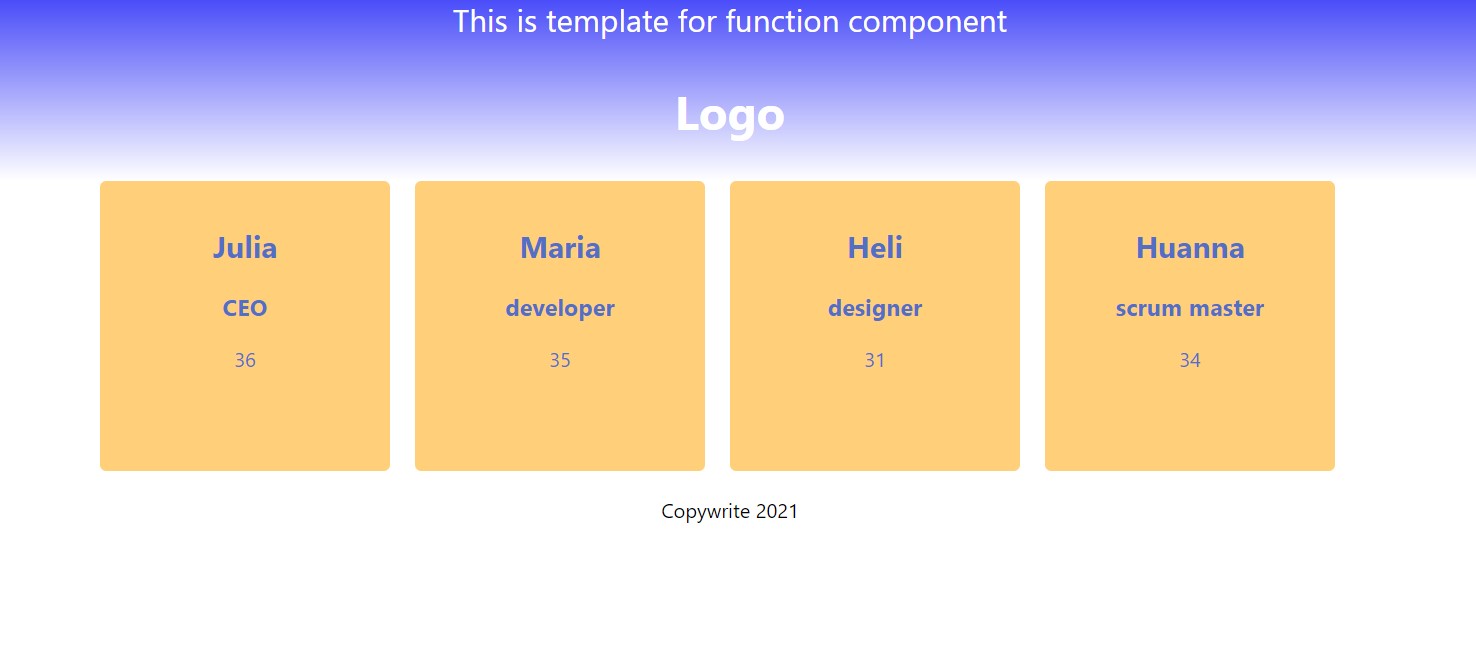 This is template for function component
Logo
Julia
CEO
36
Maria
developer
35
Heli
designer
31
Huanna
scrum master
34
Copywrite 2021